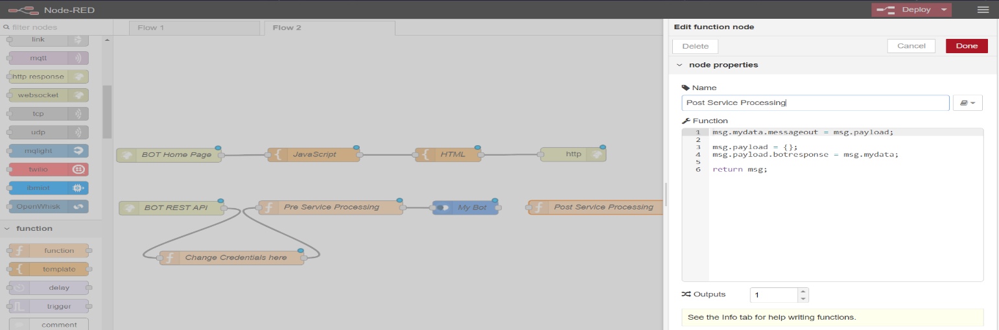 Node-RED
Deploy
filter nodes
Flow 1
Flow 2
link
mqtt
http response
websocket
tcp
udp
mqlight
twilio
ibmiot
OpenWhisk
function
function
template
delay
trigger
comment
BOT Home Page
JavaScript
HTML
http
BOT REST API
Pre Service Processing
My Bot
Post Service Processing
Change Credentials here
Edit function node
Delete
Cancel
Done
node properties
Name
Post Service Processing
Function
1 msg.mydata.messageout = msg.payload;
2
3 msg.payload = {};
4 msg.payload.botresponse = msg.mydata;
5
6 return msg;
Outputs
1
See the Info tab for help writing functions.